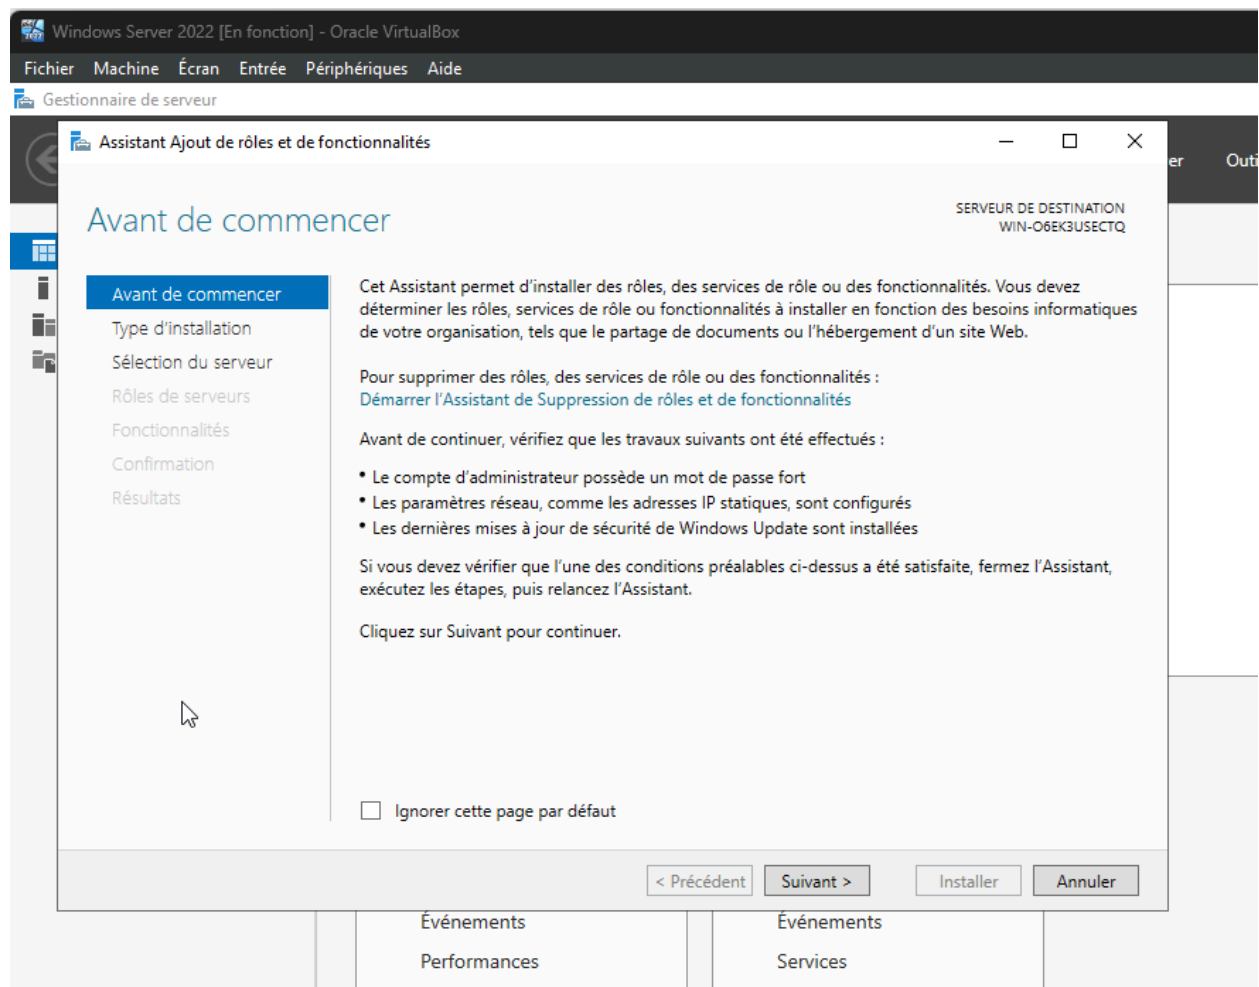 Windows Server 2022 [En fonction] - Oracle VirtualBox
Fichier Machine Écran Entrée Périphériques Aide
Gestionnaire de serveur
Assistant Ajout de rôles et de fonctionnalités
er Outi
Avant de commencer
SERVEUR DE DESTINATION
WIN-O6EK3USECTQ
Avant de commencer
Type d'installation
Sélection du serveur
Rôles de serveurs
Fonctionnalités
Confirmation
Résultats
Cet Assistant permet d'installer des rôles, des services de rôle ou des fonctionnalités. Vous devez
déterminer les rôles, services de rôle ou fonctionnalités à installer en fonction des besoins informatiques
de votre organisation, tels que le partage de documents ou l'hébergement d'un site Web.
Pour supprimer des rôles, des services de rôle ou des fonctionnalités :
Démarrer l'Assistant de Suppression de rôles et de fonctionnalités
Avant de continuer, vérifiez que les travaux suivants ont été effectués :
• Le compte d'administrateur possède un mot de passe fort
• Les paramètres réseau, comme les adresses IP statiques, sont configurés
• Les dernières mises à jour de sécurité de Windows Update sont installées
Si vous devez vérifier que l'une des conditions préalables ci-dessus a été satisfaite, fermez l'Assistant,
exécutez les étapes, puis relancez l'Assistant.
Cliquez sur Suivant pour continuer.
Ignorer cette page par défaut
< Précédent Suivant > Installer Annuler
Événements Événements
Performances Services